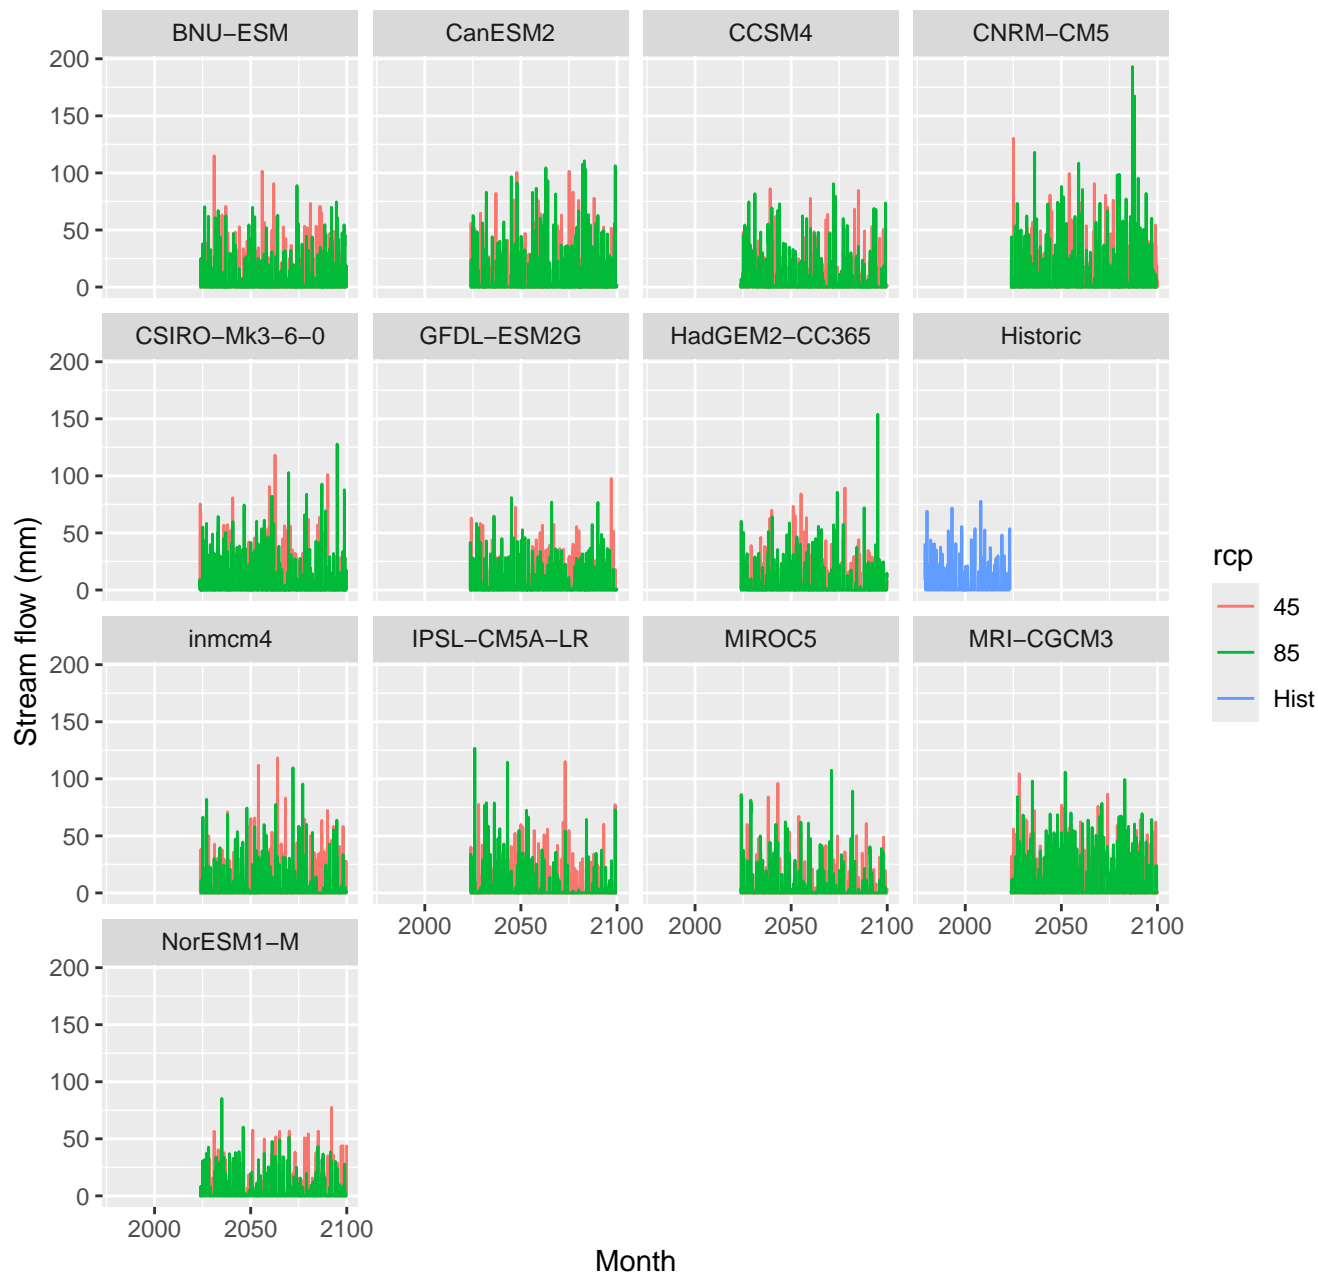 BNU−ESM CanESM2 CCSM4 CNRM−CM5
200
150
100
50
0
CSIRO−Mk3−6−0 GFDL−ESM2G HadGEM2−CC365 Historic
200
150
100
50
0
inmcm4 IPSL−CM5A−LR MIROC5 MRI−CGCM3
200
150
100
50
0
2000 2050 2100 2000 2050 2100 2000 2050 2100
NorESM1−M
200
150
100
50
0
2000 2050 2100
Month
Stream flow (mm)
rcp
45
85
Hist